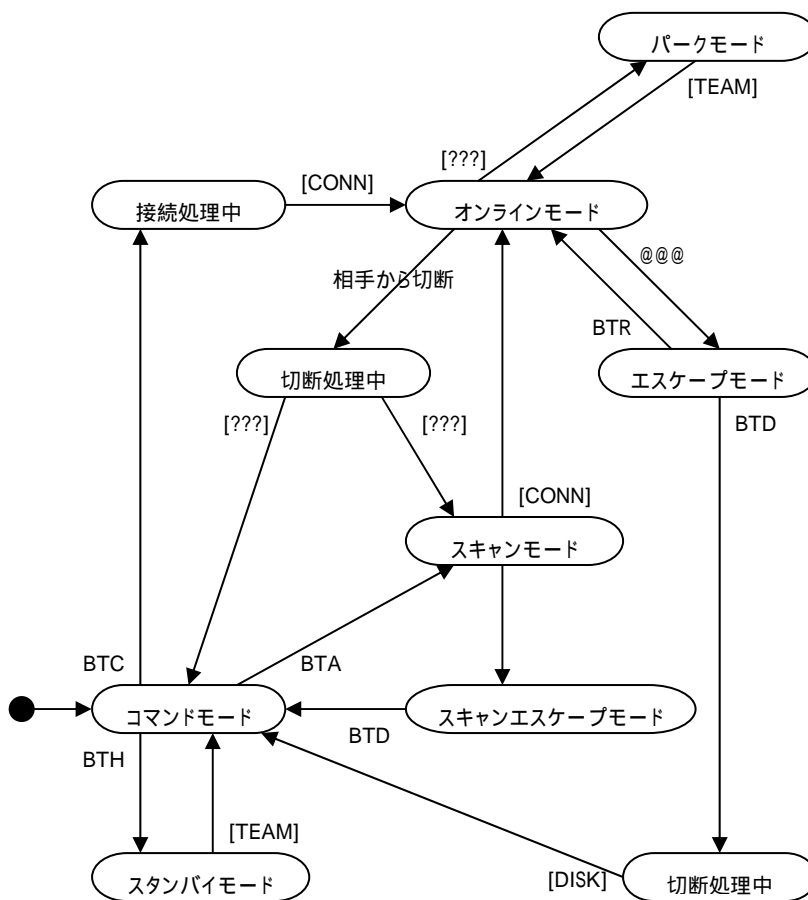 パークモード
[TEAM]
[???]
[CONN]
接続処理中
オンラインモード
@@@
相手から切断
BTR
切断処理中
エスケープモード
[???]
[???]
BTD
[CONN]
スキャンモード
BTC
BTA
コマンドモード
スキャンエスケープモード
BTD
BTH
[TEAM]
スタンバイモード
[DISK]
切断処理中